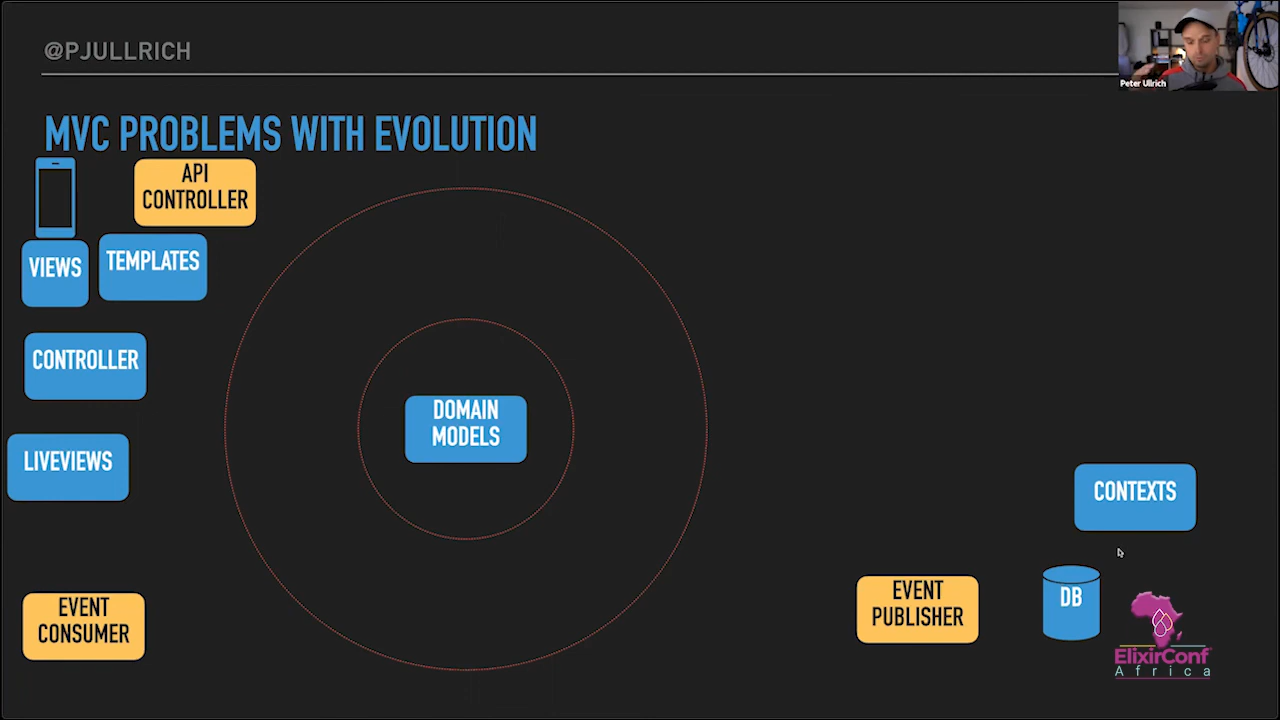 @PJULLRICH
Peter Ullrich
MVC PROBLEMS WITH EVOLUTION
API
CONTROLLER
VIEWS
TEMPLATES
CONTROLLER
DOMAIN
MODELS
LIVEVIEWS
CONTEXTS
EVENT
CONSUMER
EVENT
PUBLISHER
DB
ElixirConf
Africa